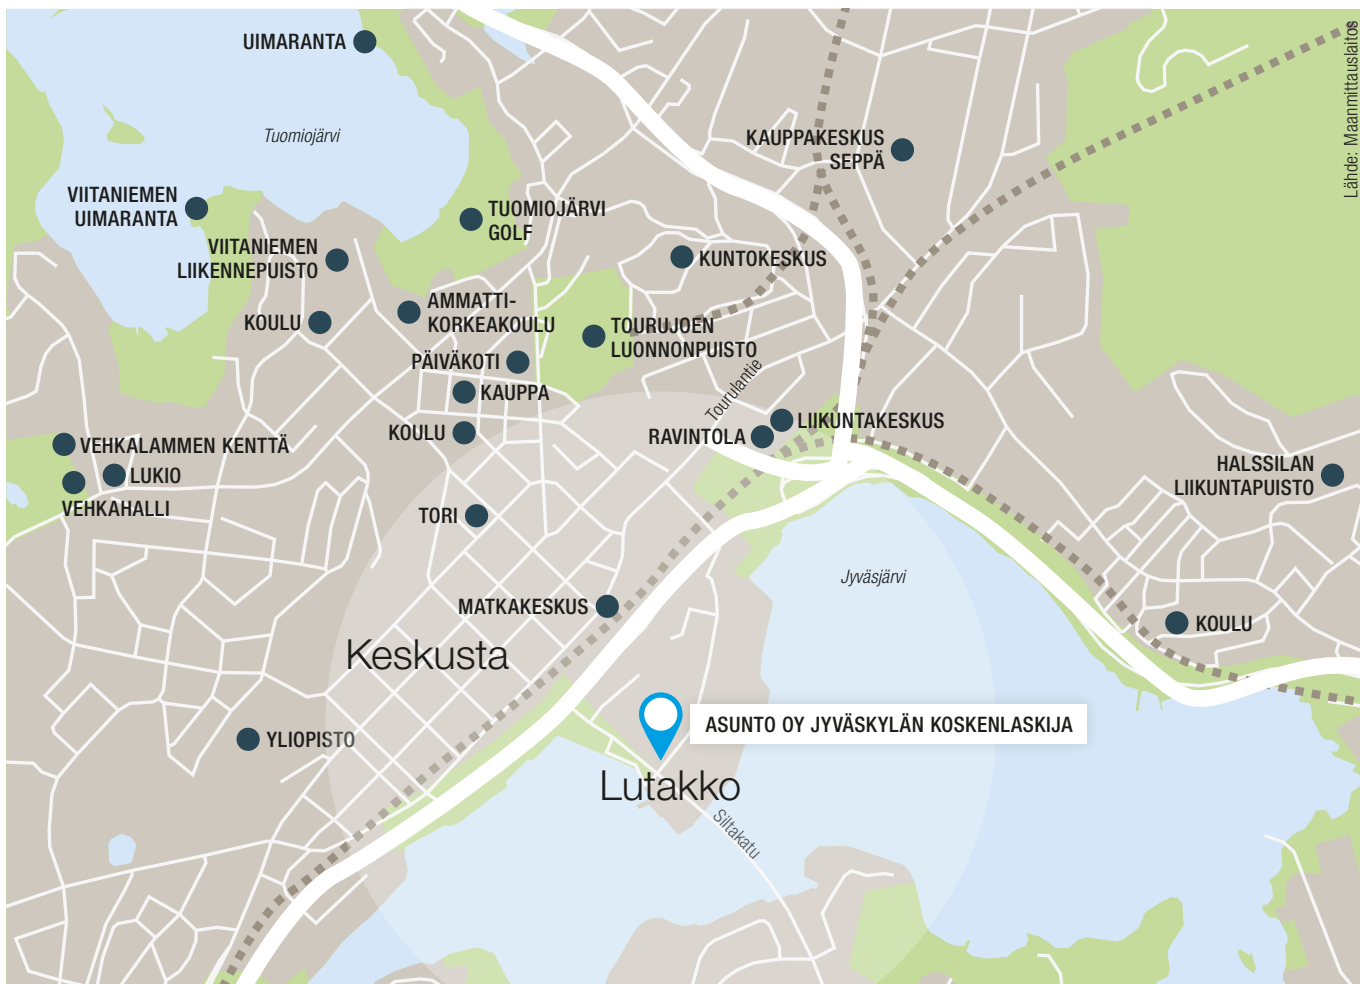 UIMARANTA
Tuomiojärvi
KAUPPAKESKUS
SEPPÄ
Lähde: Maanmittauslaitos
VIITANIEMEN
UIMARANTA
TUOMIOJÄRVI
GOLF
VIITANIEMEN
LIIKENNEPUISTO
KUNTOKESKUS
AMMATTI-
KORKEAKOULU
KOULU
TOURUJOEN
LUONNONPUISTO
PÄIVÄKOTI
KAUPPA
Tourulantie
KOULU
LIIKUNTAKESKUS
RAVINTOLA
VEHKALAMMEN KENTTÄ
LUKIO
VEHKAHALLI
HALSSILAN
LIIKUNTAPUISTO
TORI
Jyväsjärvi
MATKAKESKUS
KOULU
Keskusta
ASUNTO OY JYVÄSKYLÄN KOSKENLASKIJA
YLIOPISTO
Lutakko
Siltakatu